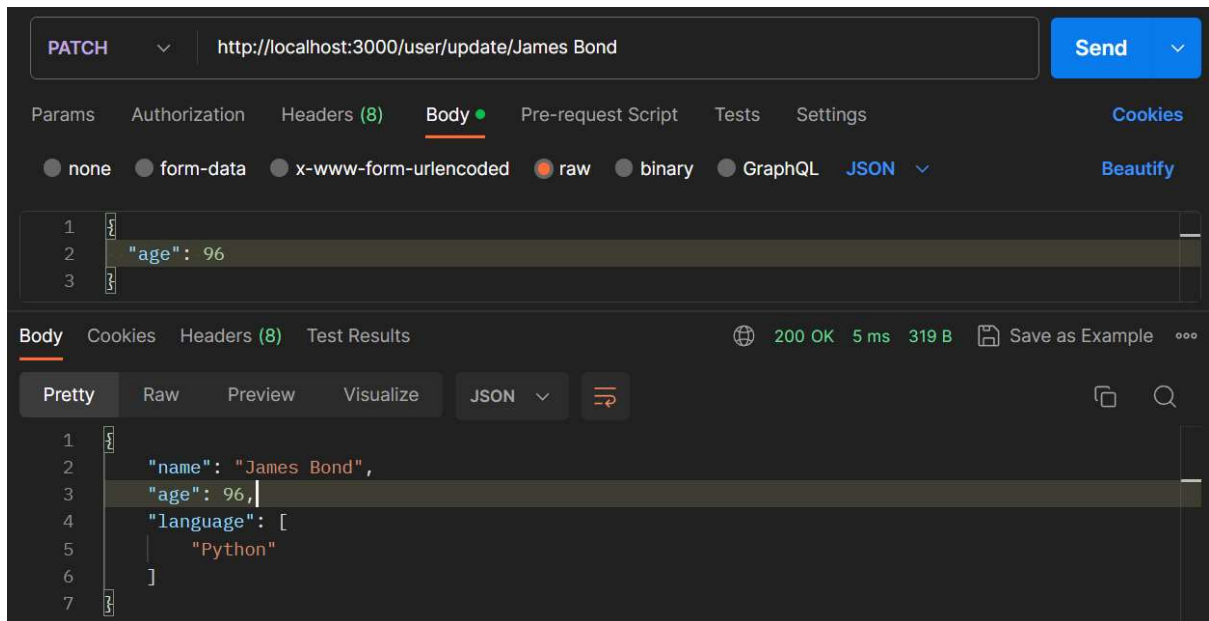 PATCH http://localhost:3000/user/update/James Bond Send
Params Authorization Headers (8) Body Pre-request Script Tests Settings Cookies
none form-data x-www-form-urlencoded raw binary GraphQL JSON Beautify
1 {
2 "age": 96
3 }
Body Cookies Headers (8) Test Results 200 OK 5 ms 319 B Save as Example
Pretty Raw Preview Visualize JSON
1 {
2 "name": "James Bond",
3 "age": 96,
4 "language": [
5 "Python"
6 ]
7 }